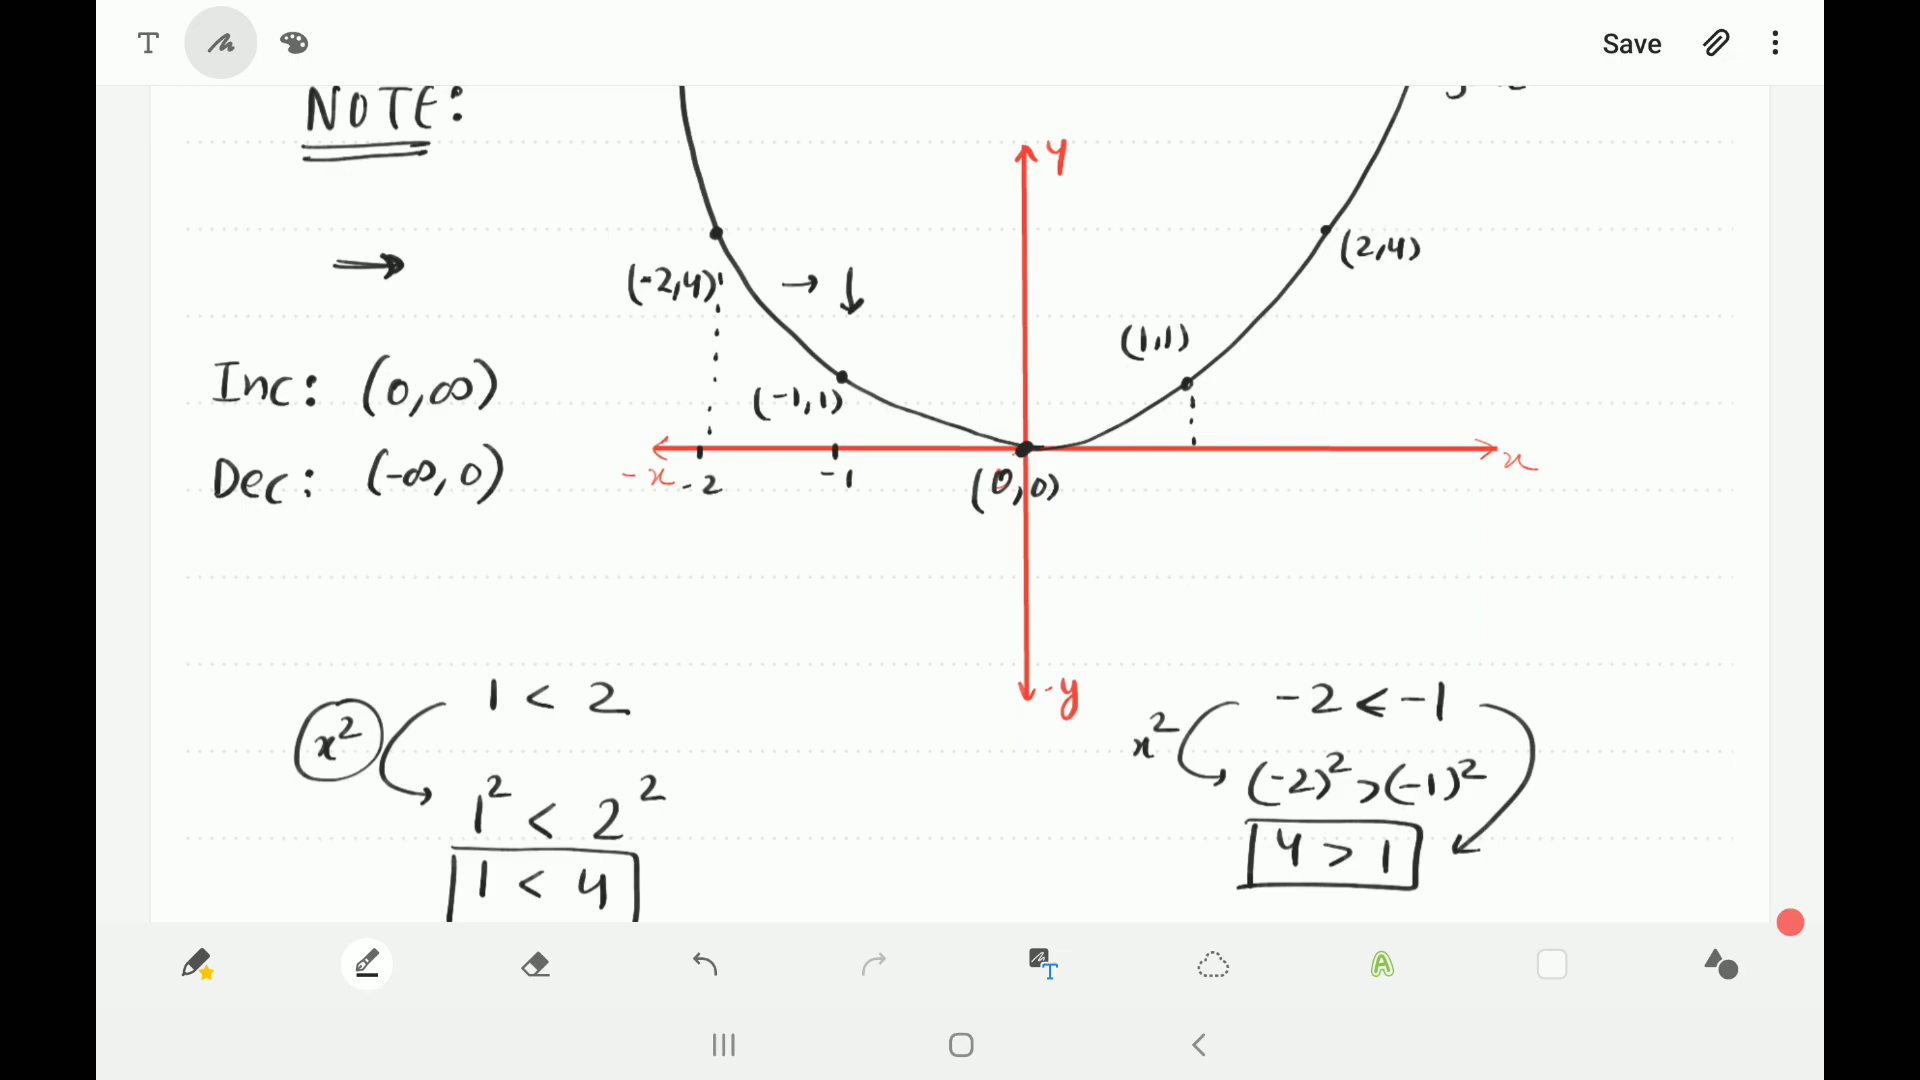 T
Save
NOTE:
y
(2,4)
(-2,4)
→ ↓
(1,1)
→
Inc: (0,∞)
(-1,1)
Dec: (-∞,0)
-x
-2
-1
(0,0)
x
-y
1 < 2
x²
1² < 2²
1 < 4
-2 < -1
x²
(-2)² > (-1)²
4 > 1
T
A